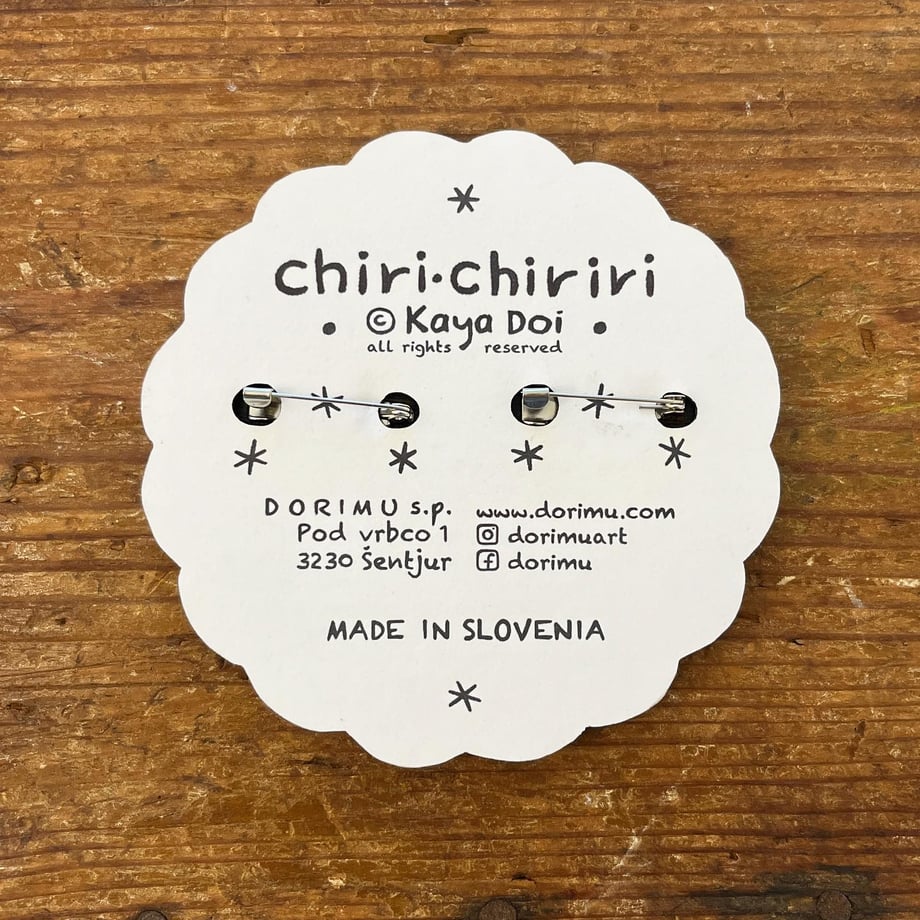 chiri·chiriri
• © Kaya Doi •
all rights reserved
DORIMU s.p.
Pod vrbco 1
3230 Šentjur
www.dorimu.com
dorimuart
dorimu
MADE IN SLOVENIA